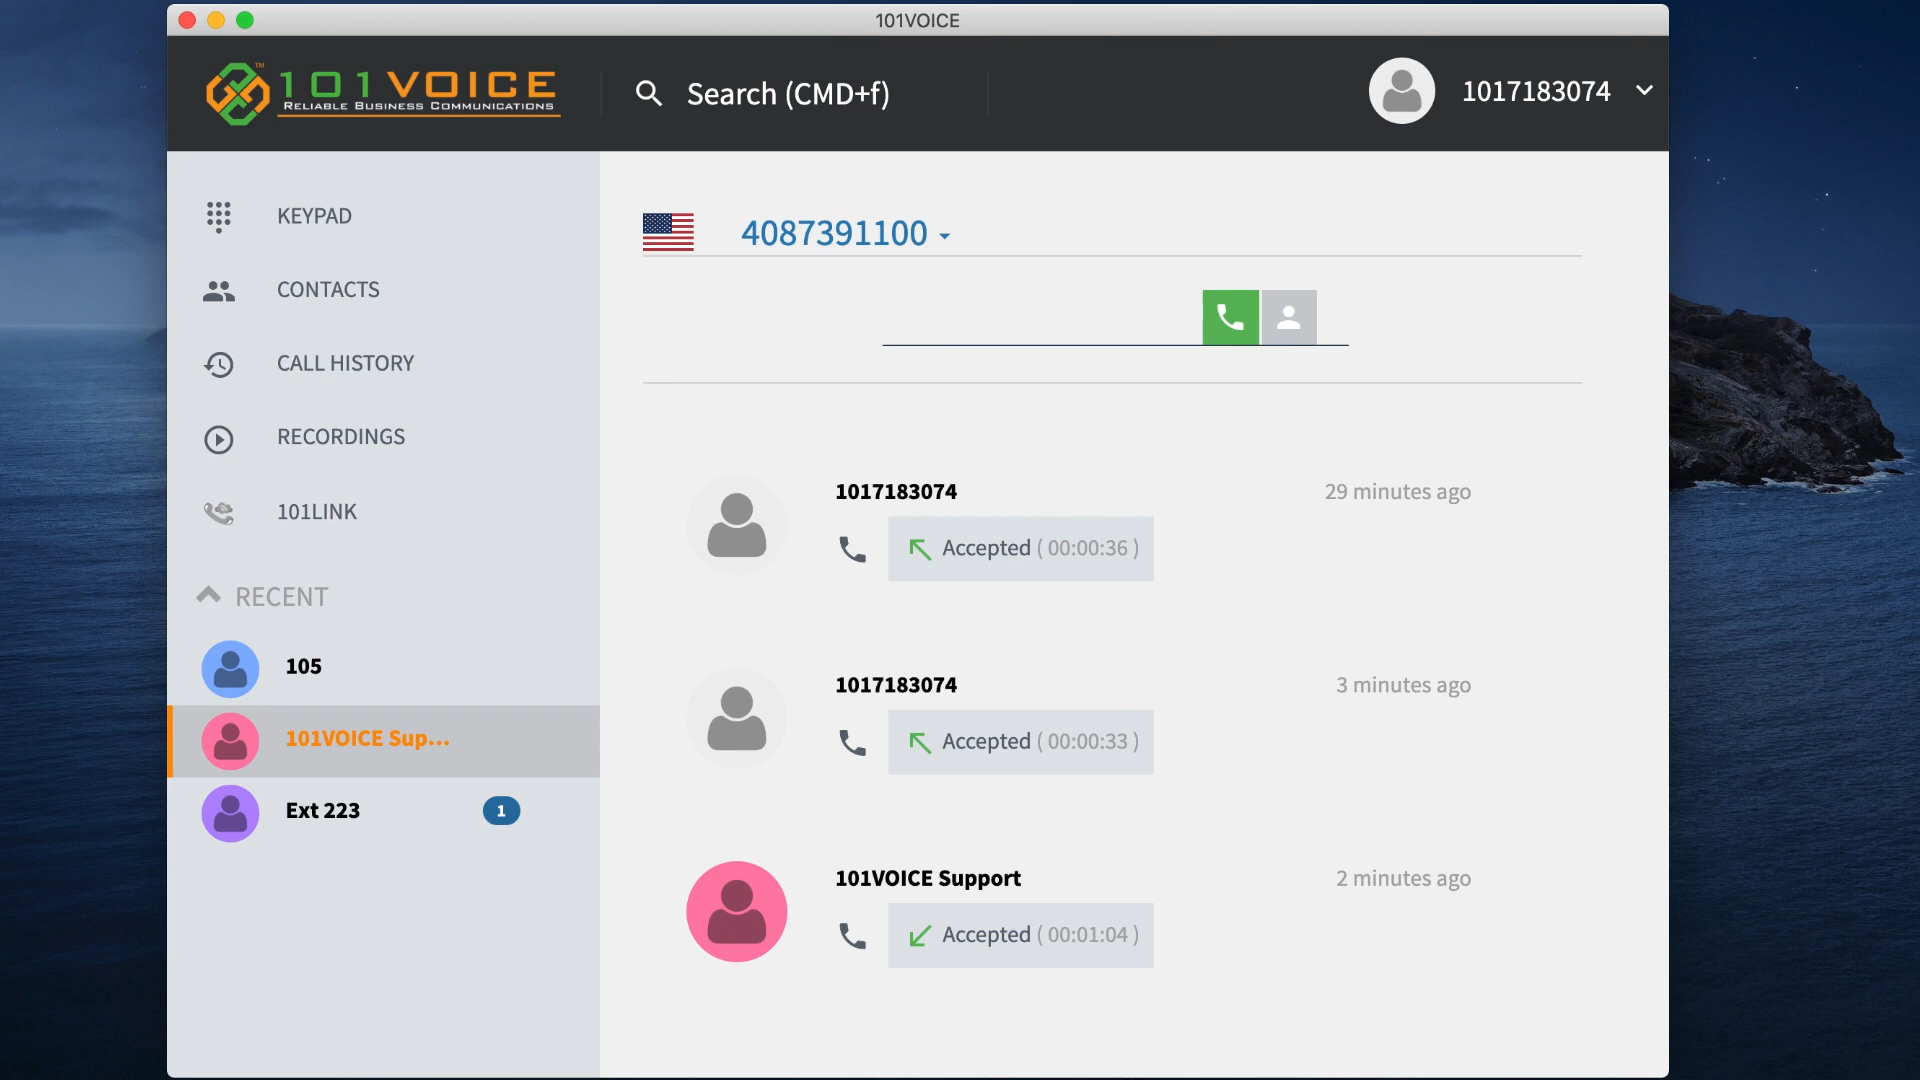 101VOICE
101VOICE™
RELIABLE BUSINESS COMMUNICATIONS
Search (CMD+f)
1017183074
KEYPAD
CONTACTS
CALL HISTORY
RECORDINGS
101LINK
RECENT
105
101VOICE Sup...
Ext 223
1
4087391100
1017183074
29 minutes ago
Accepted ( 00:00:36 )
1017183074
3 minutes ago
Accepted ( 00:00:33 )
101VOICE Support
2 minutes ago
Accepted ( 00:01:04 )